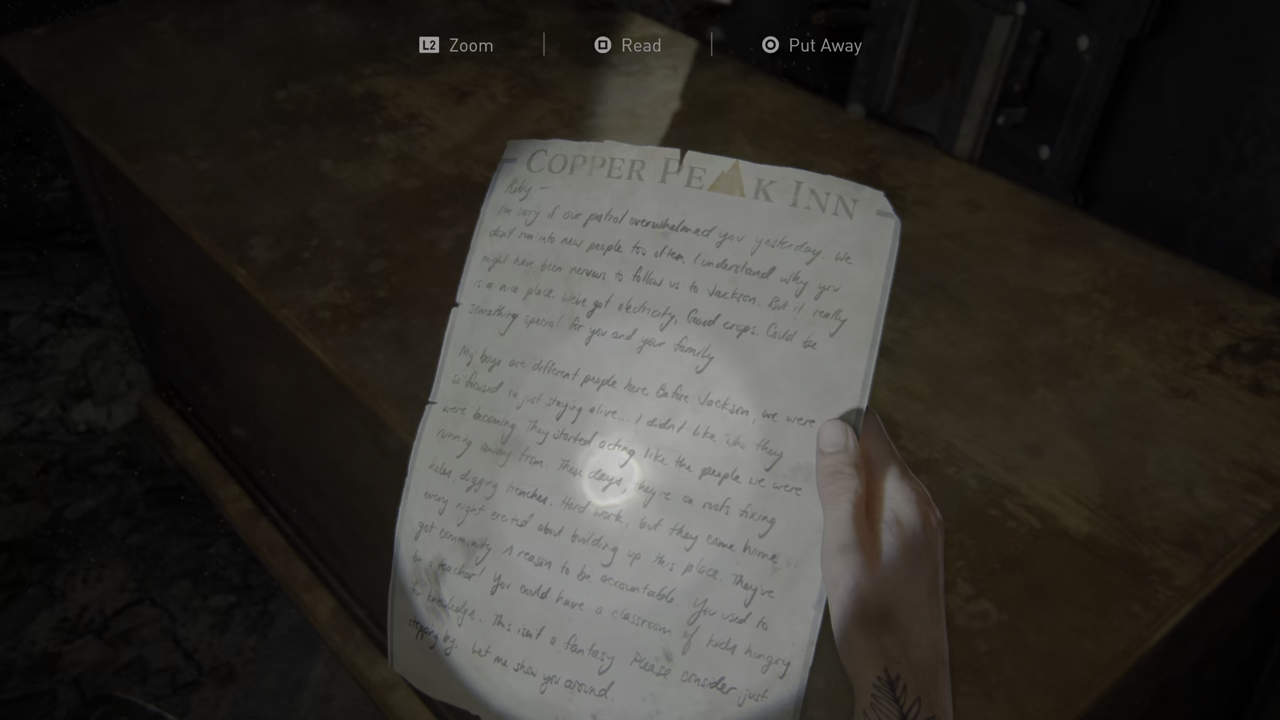 L2 Zoom
Read
Put Away
COPPER PEAK INN
Ruby —
I'm sorry if our patrol overwhelmed you yesterday. We
don't run into new people too often. I understand why you
might have been nervous to follow us to Jackson. But it really
is a nice place. We've got electricity, Good crops. Could be
something special for you and your family
My boys are different people here. Before Jackson, we were
so focused on just staying alive... I didn't like who they
were becoming. They started acting like the people we were
running away from. These days, they're on roofs fixing
holes, digging trenches. Hard work, but they come home
every night excited about building up this place. They've
got community. A reason to be accountable. You used to
be a teacher! You could have a classroom of kids hungry
for knowledge. This isn't a fantasy. Please consider just
stopping by. Let me show you around.